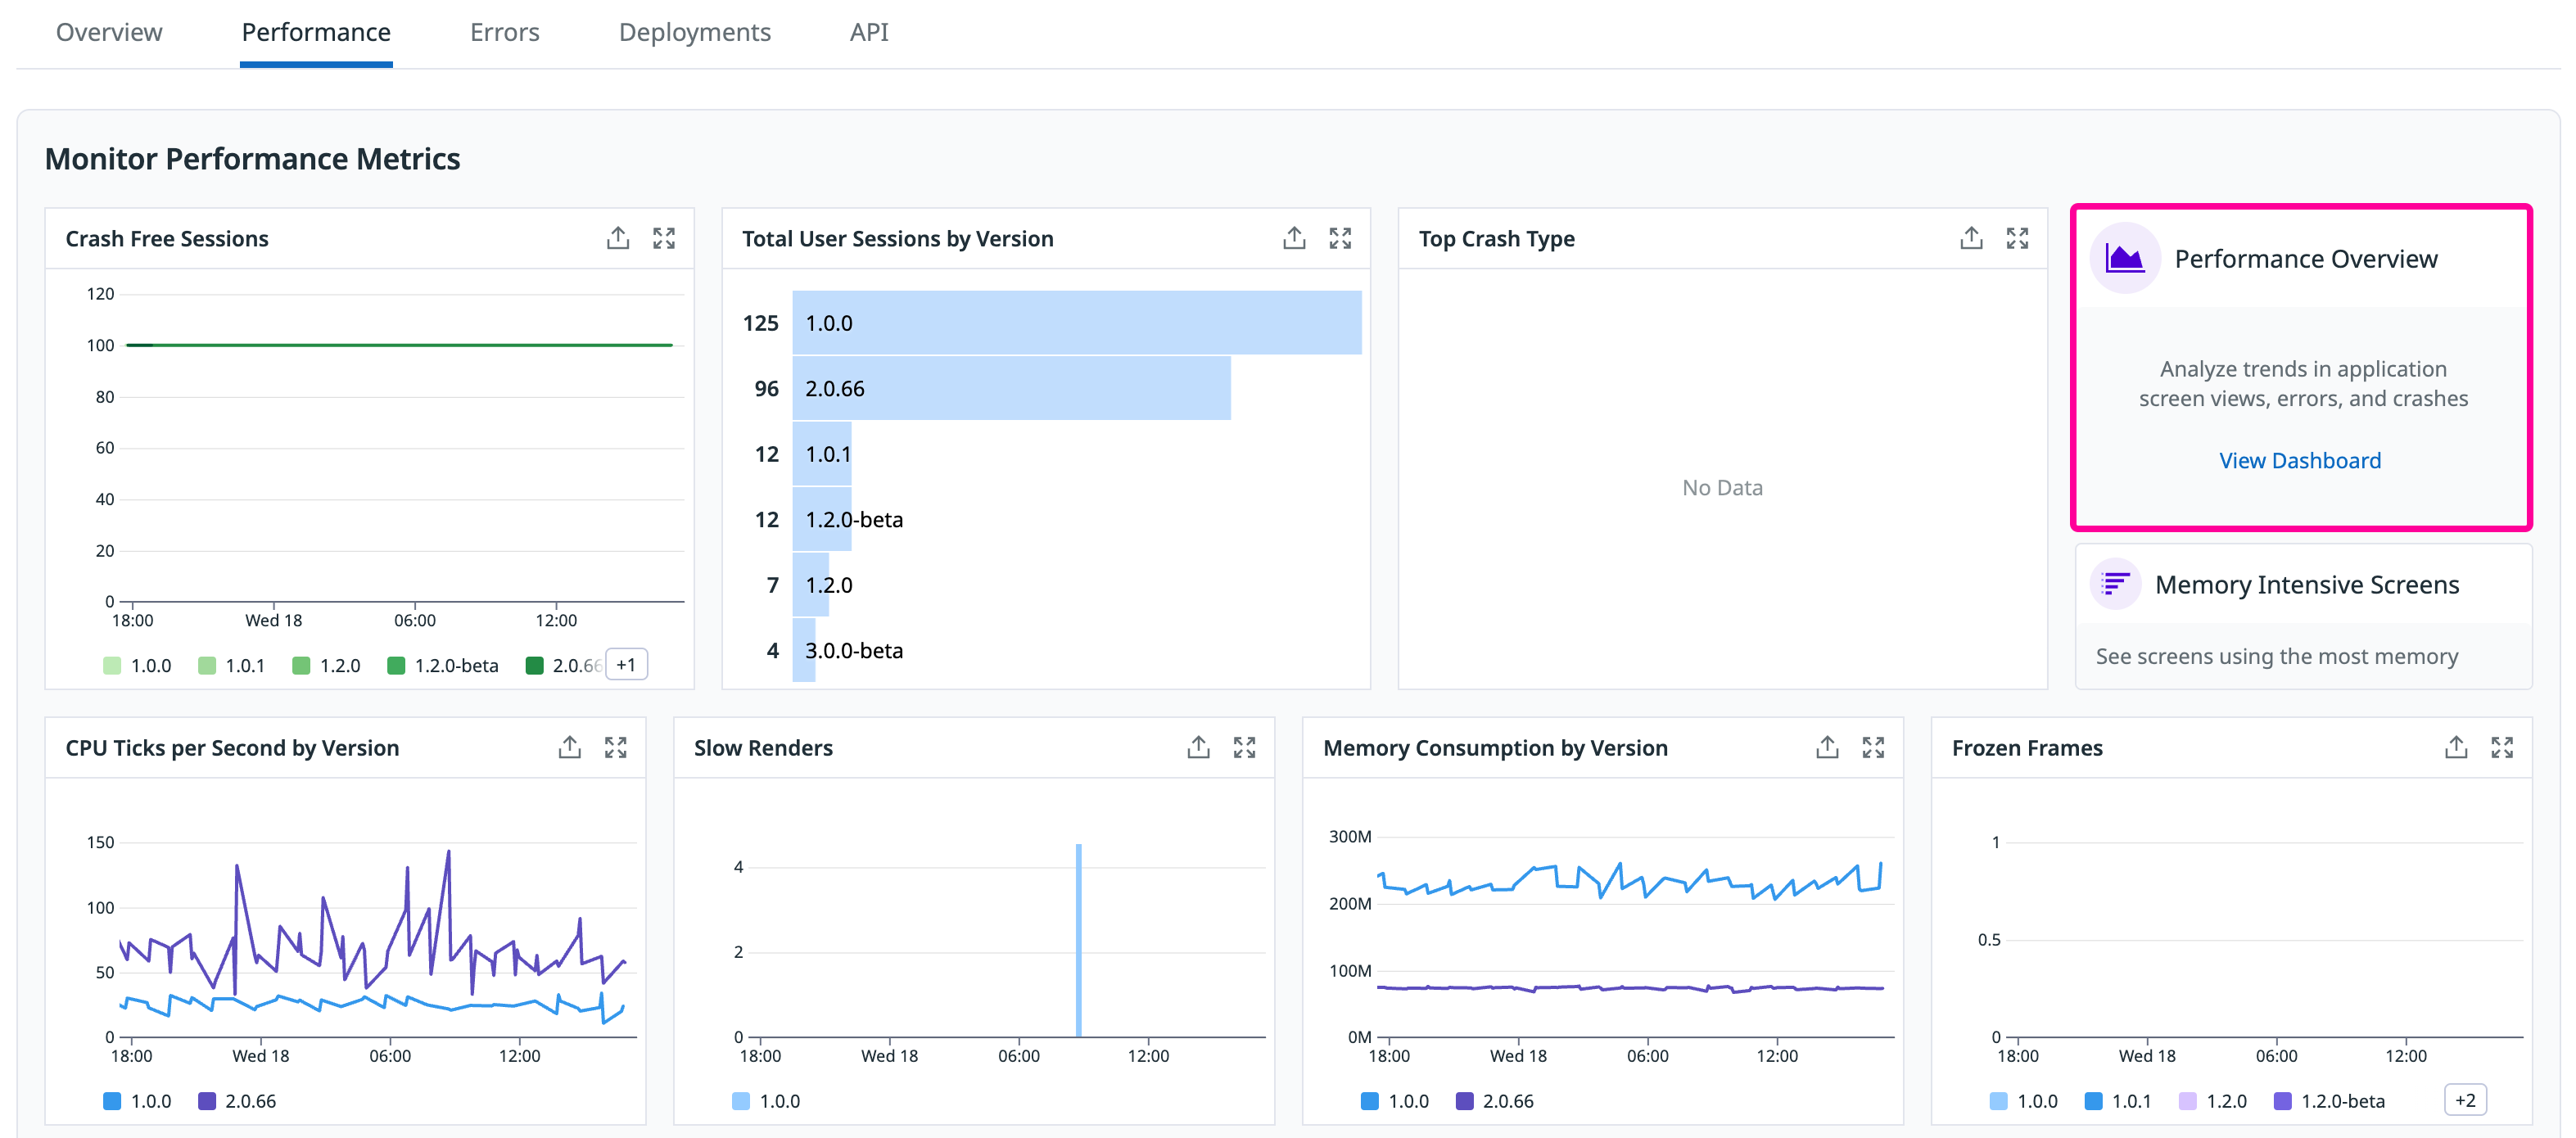 Overview
Performance
Errors
Deployments
API
Monitor Performance Metrics
Crash Free Sessions
120
100
80
60
40
20
0
18:00
Wed 18
06:00
12:00
1.0.0
1.0.1
1.2.0
1.2.0-beta
2.0.66
+1
Total User Sessions by Version
125 1.0.0
96 2.0.66
12 1.0.1
12 1.2.0-beta
7 1.2.0
4 3.0.0-beta
Top Crash Type
No Data
Performance Overview
Analyze trends in application
screen views, errors, and crashes
View Dashboard
Memory Intensive Screens
See screens using the most memory
CPU Ticks per Second by Version
150
100
50
0
18:00
Wed 18
06:00
12:00
1.0.0
2.0.66
Slow Renders
4
2
0
18:00
Wed 18
06:00
12:00
1.0.0
Memory Consumption by Version
300M
200M
100M
0M
18:00
Wed 18
06:00
12:00
1.0.0
2.0.66
Frozen Frames
1
0.5
0
18:00
Wed 18
06:00
12:00
1.0.0
1.0.1
1.2.0
1.2.0-beta
+2